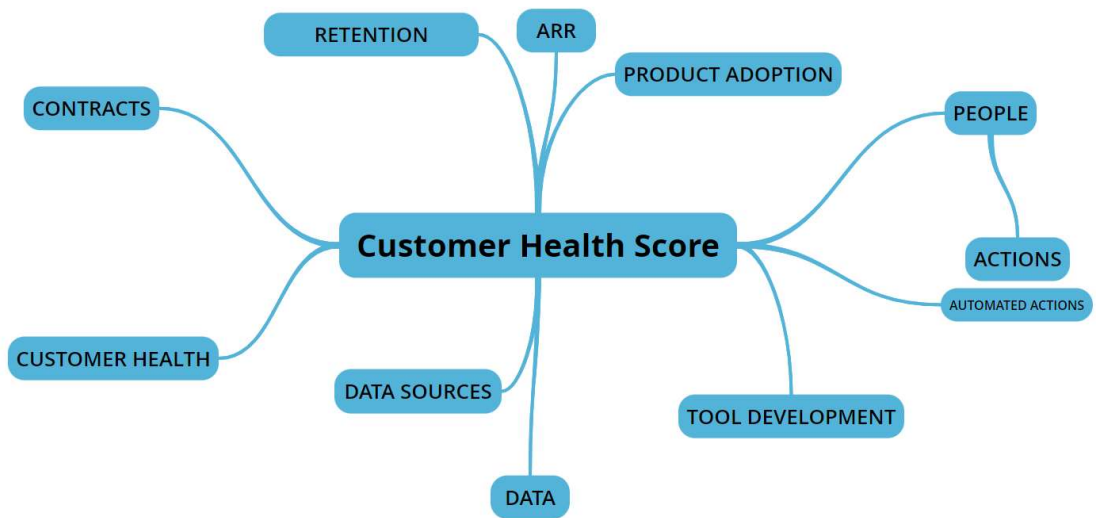 RETENTION
ARR
PRODUCT ADOPTION
CONTRACTS
PEOPLE
Customer Health Score
ACTIONS
AUTOMATED ACTIONS
CUSTOMER HEALTH
DATA SOURCES
TOOL DEVELOPMENT
DATA